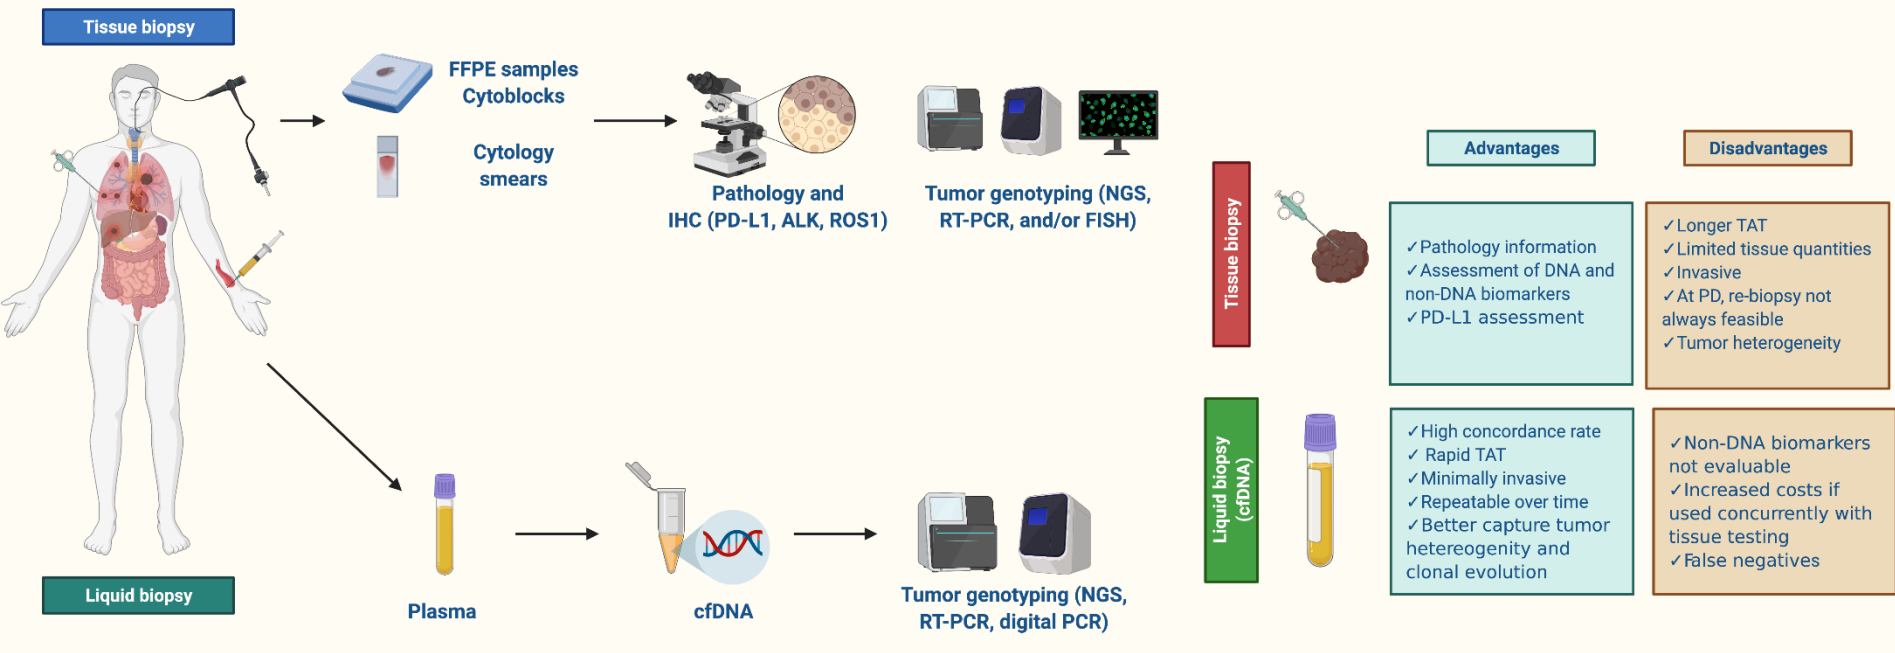 Tissue biopsy
FFPE samples
Cytoblocks
Cytology
smears
Pathology and
IHC (PD-L1, ALK, ROS1)
Tumor genotyping (NGS,
RT-PCR, and/or FISH)
Liquid biopsy
Plasma
cfDNA
Tumor genotyping (NGS,
RT-PCR, digital PCR)
Advantages
Disadvantages
Tissue biopsy
✓Pathology information
✓Assessment of DNA and
non-DNA biomarkers
✓PD-L1 assessment
✓Longer TAT
✓Limited tissue quantities
✓Invasive
✓At PD, re-biopsy not
always feasible
✓Tumor heterogeneity
Liquid biopsy
(cfDNA)
✓High concordance rate
✓ Rapid TAT
✓Minimally invasive
✓Repeatable over time
✓Better capture tumor
hetereogenity and
clonal evolution
✓Non-DNA biomarkers
not evaluable
✓Increased costs if
used concurrently with
tissue testing
✓False negatives